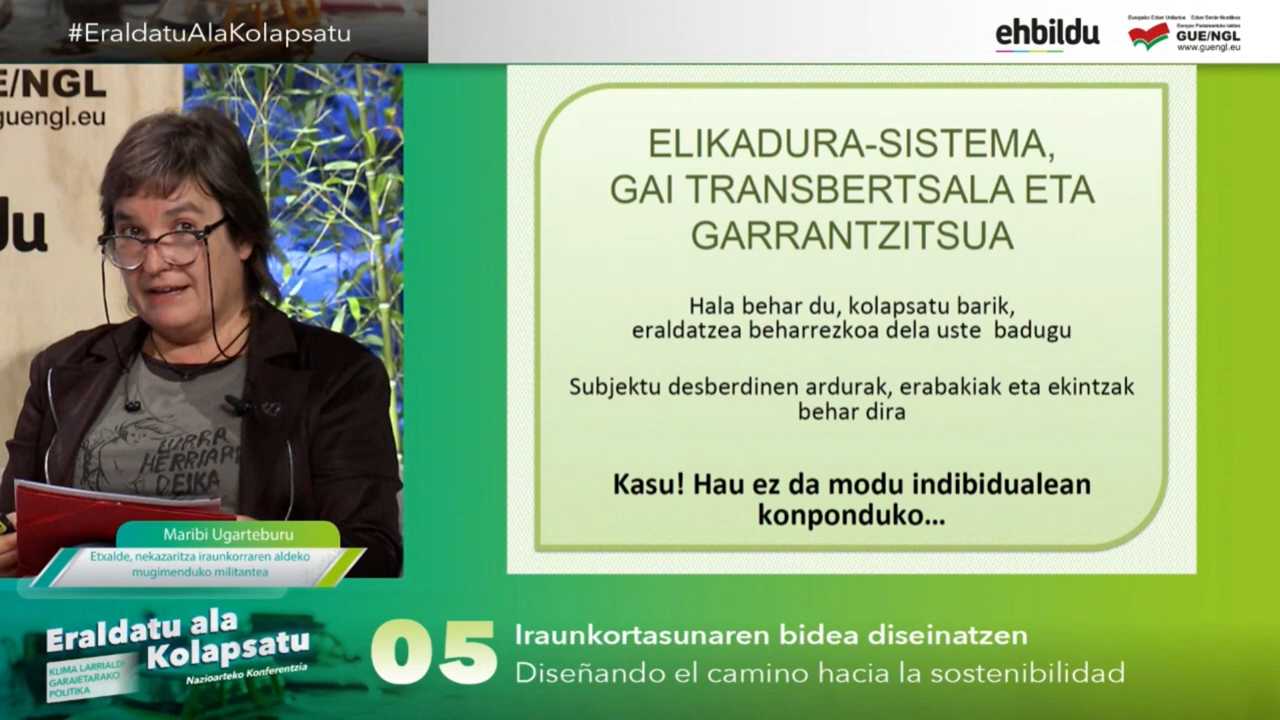 #EraldatuAlaKolapsatu
ehbildu
GUE/NGL
www.guengl.eu
E/NGL
guengl.eu
du
LURRA
HERRIARI
DEIKA
ELIKADURA-SISTEMA,
GAI TRANSBERTSALA ETA
GARRANTZITSUA
Hala behar du, kolapsatu barik,
eraldatzea beharrezkoa dela uste badugu
Subjektu desberdinen ardurak, erabakiak eta ekintzak
behar dira
Kasu! Hau ez da modu indibidualean
konponduko...
Maribi Ugarteburu
Etxalde, nekazaritza iraunkorraren aldeko
mugimenduko militantea
Eraldatu ala
Kolapsatu
KLIMA LARRIALDI
GARAIETARAKO
POLITIKA
Nazioarteko Konferentzia
05
Iraunkortasunaren bidea diseinatzen
Diseñando el camino hacia la sostenibilidad